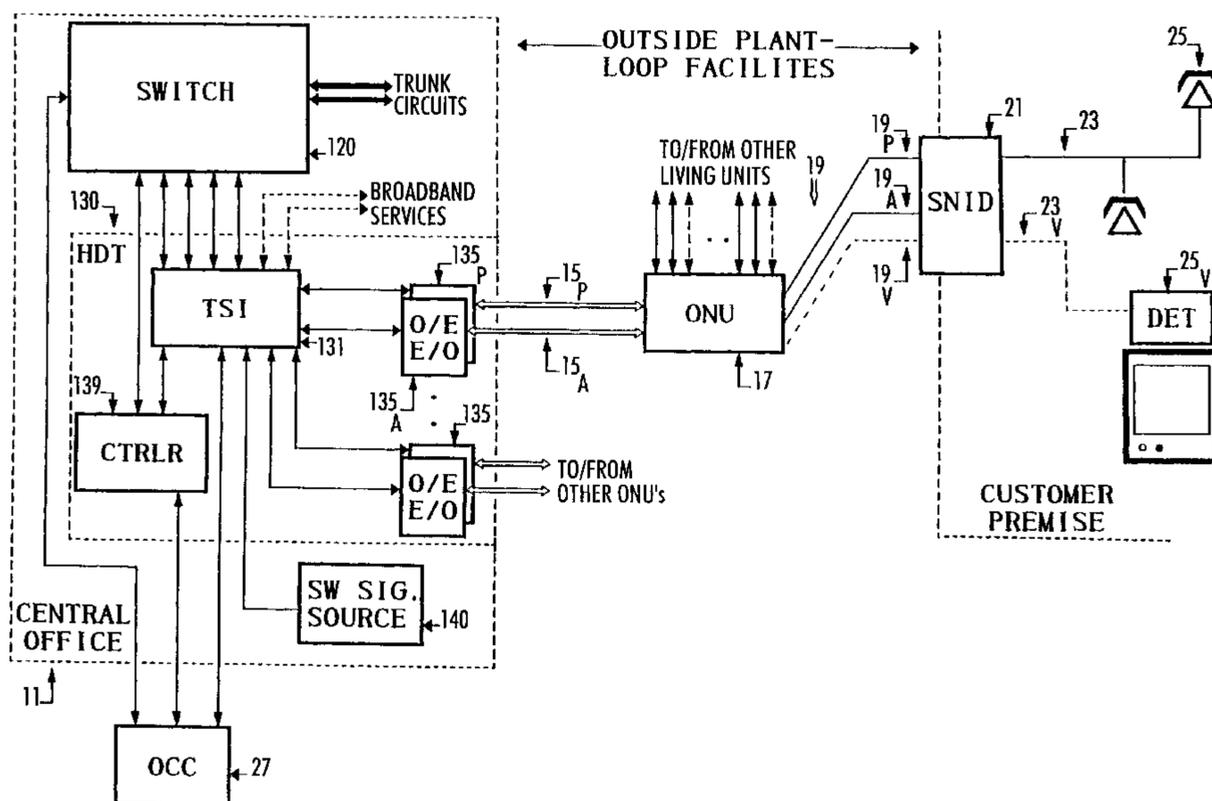 SWITCH
TRUNK
CIRCUITS
120
130
BROADBAND
SERVICES
HDT
TSI
131
135
P
O/E
E/O
135
A
139
CTRLR
135
O/E
E/O
TO/FROM
OTHER ONU's
SW SIG.
SOURCE
140
CENTRAL
OFFICE
11
OCC
27
OUTSIDE PLANT-
LOOP FACILITES
15
P
15
A
TO/FROM OTHER
LIVING UNITS
ONU
17
19
19
P
19
A
19
V
21
SNID
23
23
V
25
25
V
DET
CUSTOMER
PREMISE